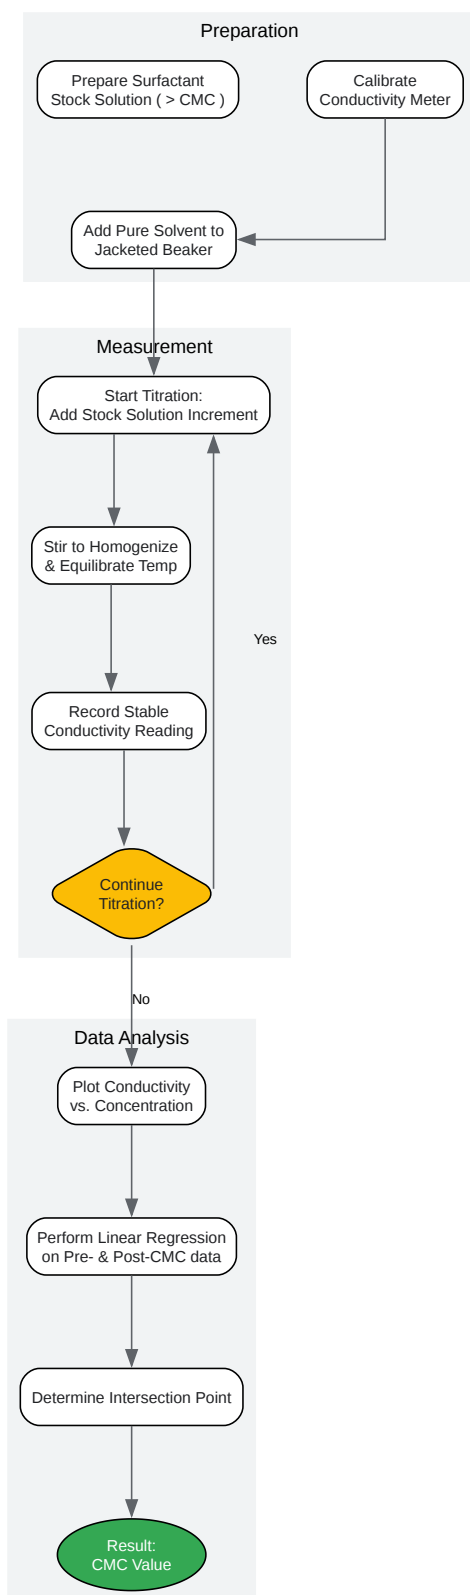 Preparation
Prepare Surfactant
Stock Solution ( > CMC )
Calibrate
Conductivity Meter
Add Pure Solvent to
Jacketed Beaker
Measurement
Start Titration:
Add Stock Solution Increment
Stir to Homogenize
& Equilibrate Temp
Yes
Record Stable
Conductivity Reading
Continue
Titration?
No
Data Analysis
Plot Conductivity
vs. Concentration
Perform Linear Regression
on Pre- & Post-CMC data
Determine Intersection Point
Result:
CMC Value